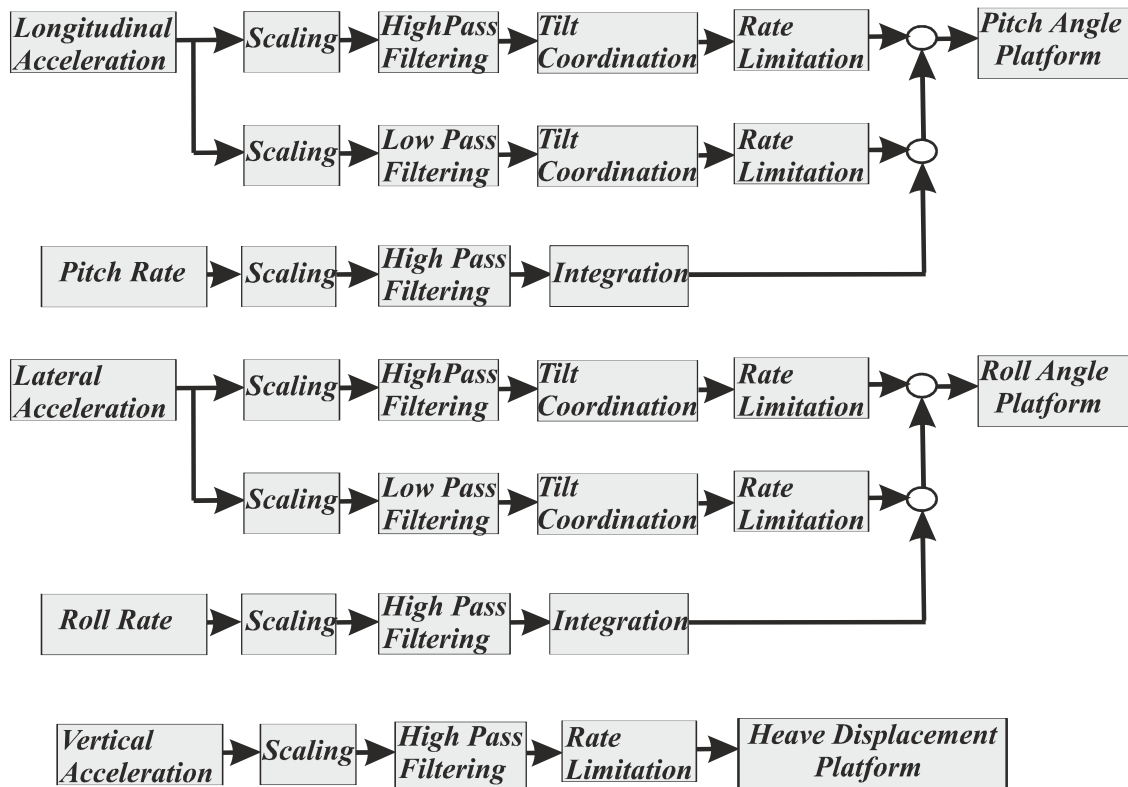 Longitudinal
Acceleration
Scaling
HighPass
Filtering
Tilt
Coordination
Rate
Limitation
Pitch Angle
Platform
Scaling
Low Pass
Filtering
Tilt
Coordination
Rate
Limitation
Pitch Rate
Scaling
High Pass
Filtering
Integration
Lateral
Acceleration
Scaling
HighPass
Filtering
Tilt
Coordination
Rate
Limitation
Roll Angle
Platform
Scaling
Low Pass
Filtering
Tilt
Coordination
Rate
Limitation
Roll Rate
Scaling
High Pass
Filtering
Integration
Vertical
Acceleration
Scaling
High Pass
Filtering
Rate
Limitation
Heave Displacement
Platform